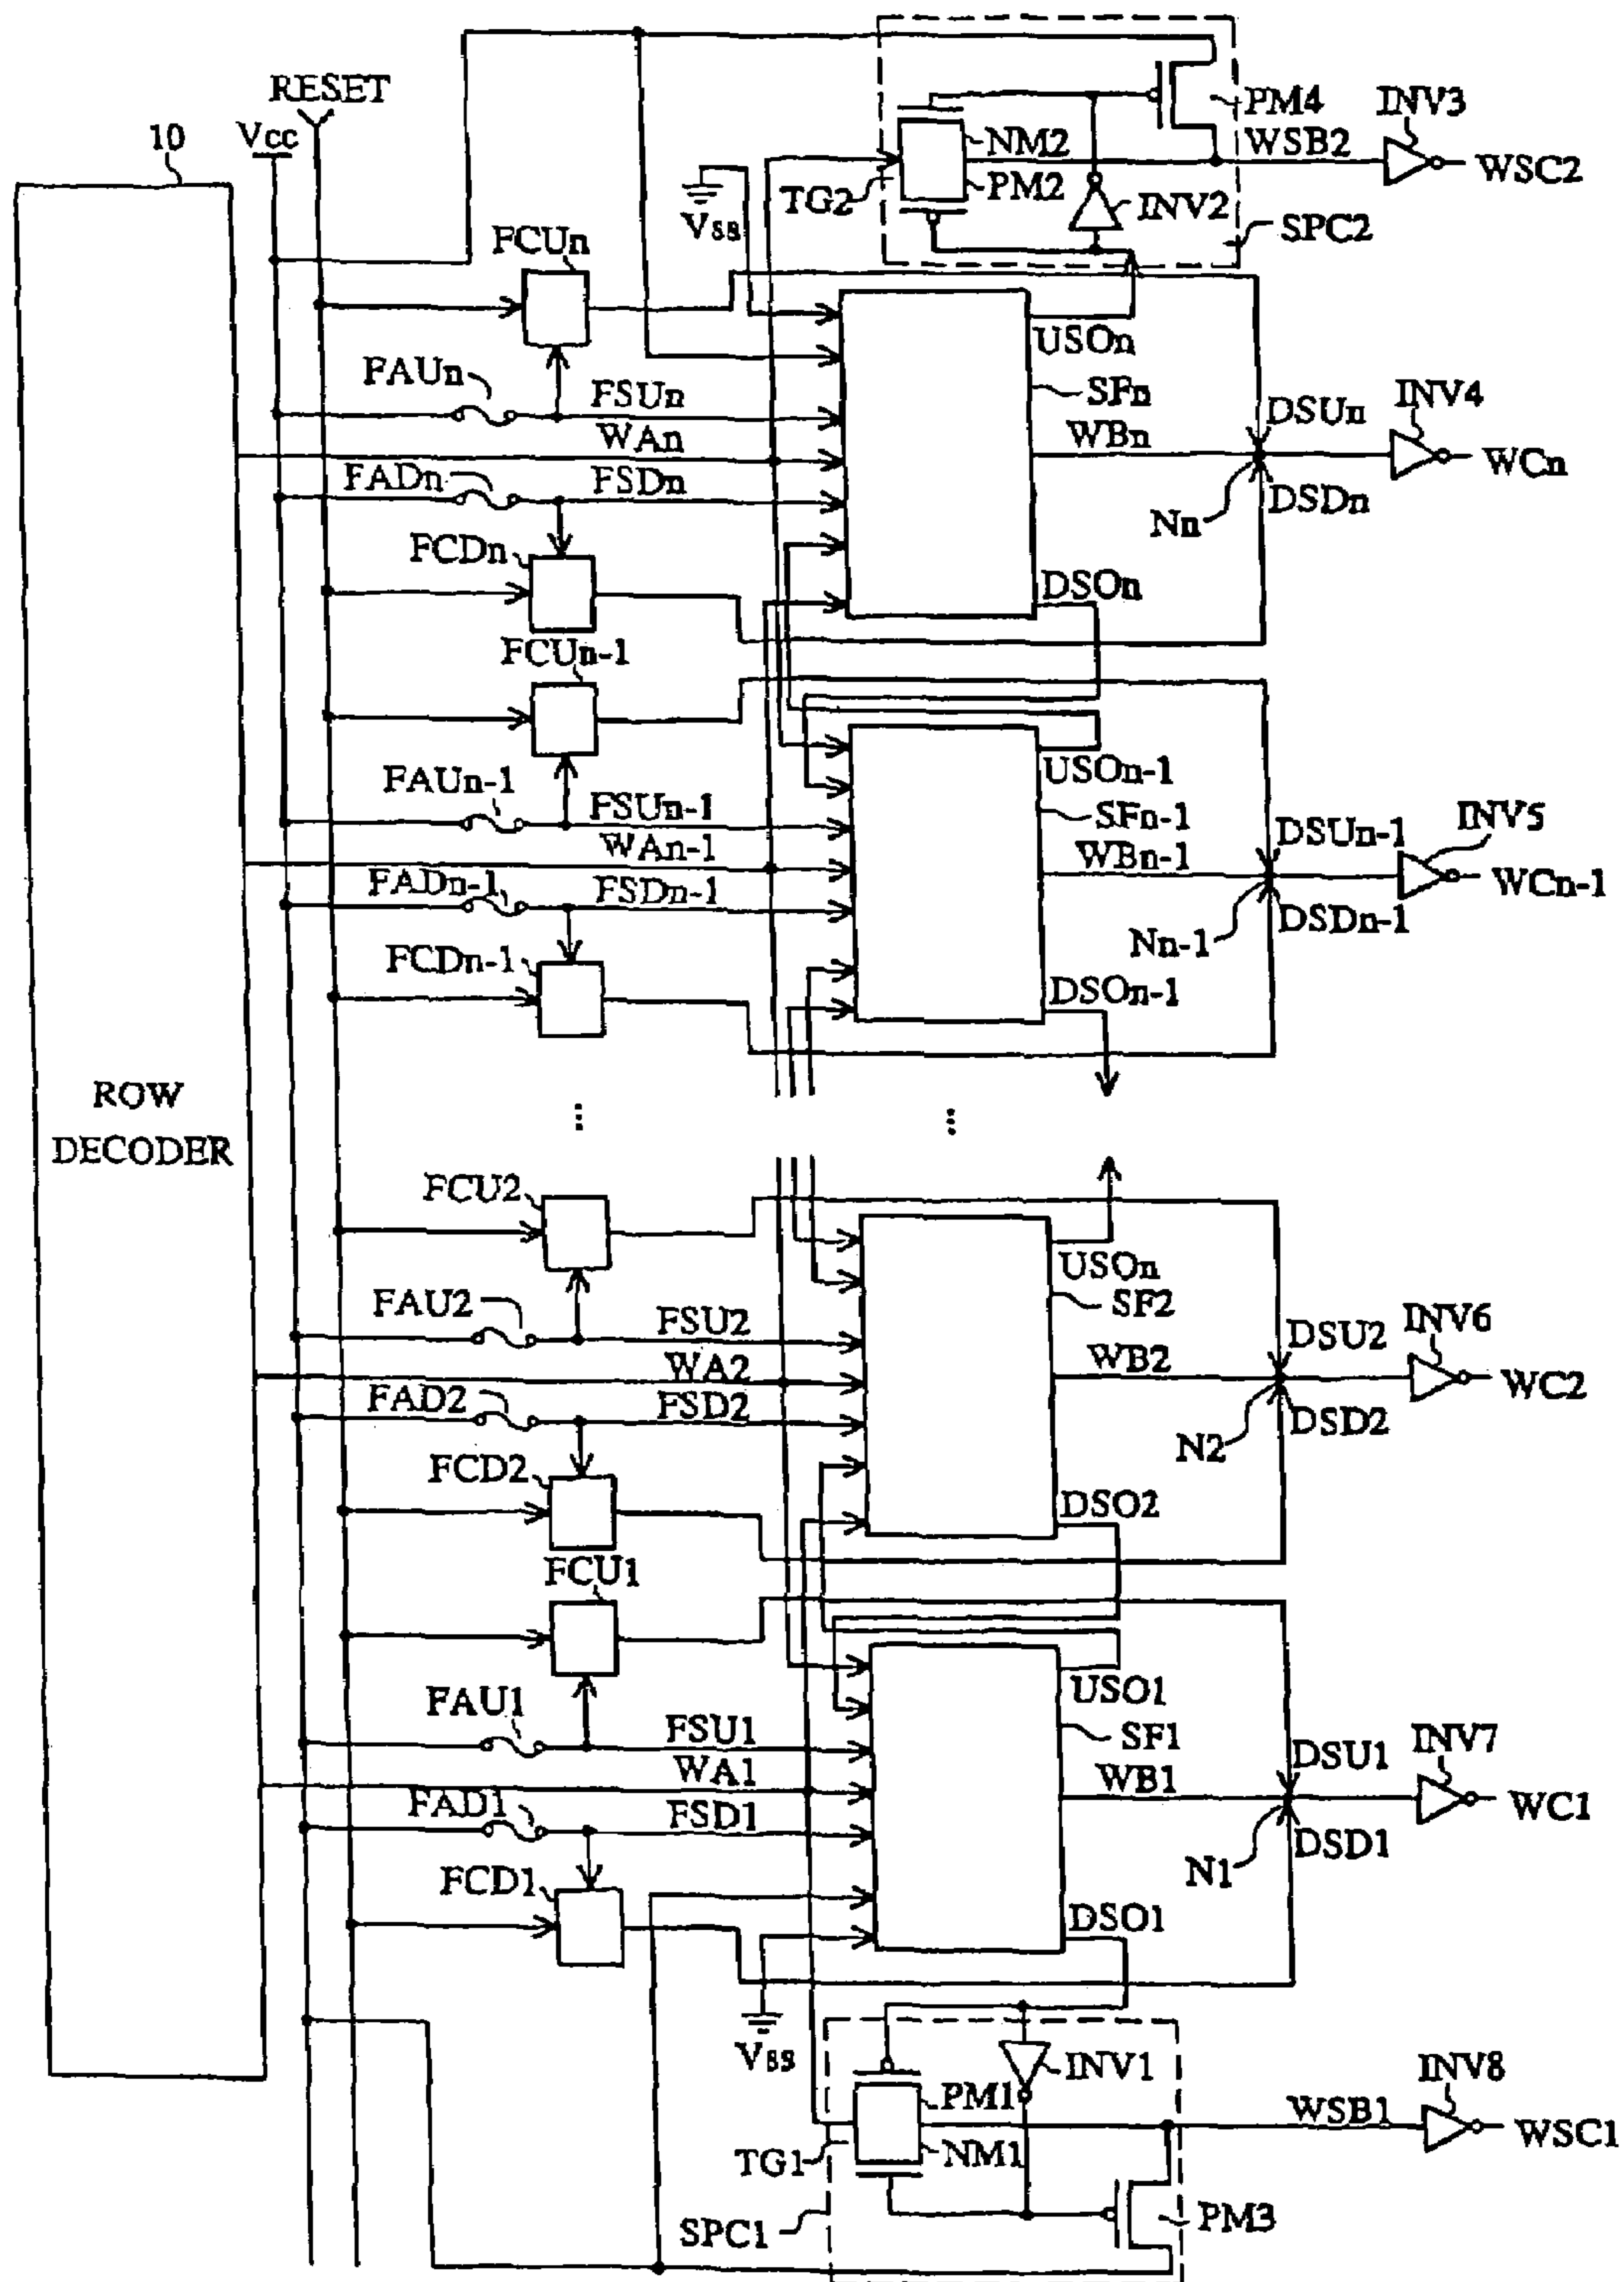 RESET
10
Vcc
PM4
INV3
NM2
WSB2
WSC2
TG2
PM2
INV2
Vss
SPC2
FCUn
USOn
FAUn
FSUn
SFn
DSUn
INV4
WAn
WBn
WCn
FADn
FSDn
DSDn
Nn
FCDn
DSOn
FCUn-1
USOn-1
FAUn-1
FSUn-1
SFn-1
DSUn-1
INV5
WAn-1
WBn-1
WCn-1
FADn-1
FSDn-1
DSDn-1
Nn-1
FCDn-1
DSOn-1
ROW
DECODER
...
...
FCU2
USOn
SF2
FAU2
FSU2
DSU2
INV6
WA2
WB2
WC2
FAD2
FSD2
DSD2
N2
FCD2
DSO2
FCU1
USO1
FAU1
FSU1
SF1
DSU1
INV7
WA1
WB1
WC1
FAD1
FSD1
DSD1
N1
FCD1
DSO1
Vss
INV1
INV8
PM1
WSB1
WSC1
TG1
NM1
SPC1
PM3